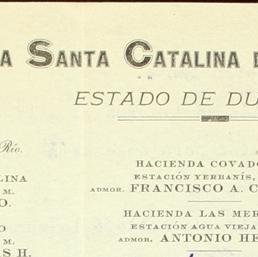 A SANTA CATALINA D
ESTADO DE DU
Río.
HACIENDA COVADO
ESTACIÓN YERBANÍS,
LINA
ADMOR. FRANCISCO A. C
M.
O.
HACIENDA LAS MER
ESTACIÓN AGUA VIEJA
O
ADMOR. ANTONIO HE
M.
AS H.